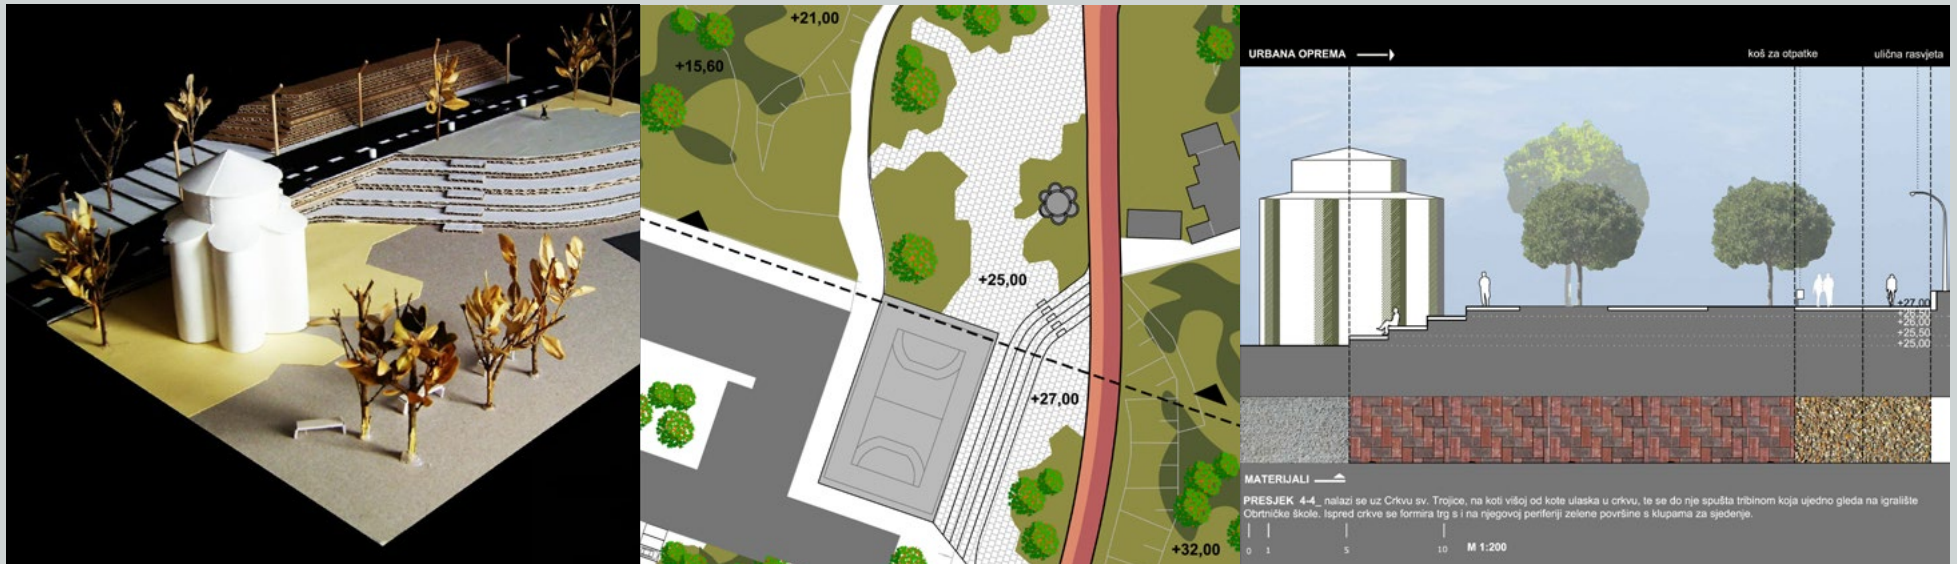 +21,00
+15,60
+25,00
+27,00
+32,00
URBANA OPREMA
koš za otpatke
ulična rasvjeta
+27,00
+26,50
+26,00
+25,50
+25,00
MATERIJALI
PRESJEK 4-4_ nalazi se uz Crkvu sv. Trojice, na koti višoj od kote ulaska u crkvu, te se do nje spušta tribinom koja ujedno gleda na igralište
Obrtničke škole. Ispred crkve se formira trg s i na njegovoj periferiji zelene površine s klupama za sjedenje.
0 1 5 10 M 1:200